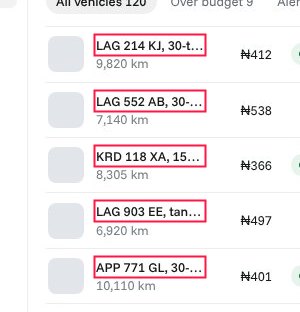 All vehicles 120 Over budget 9 Aler
LAG 214 KJ, 30-t...
9,820 km
₦412
LAG 552 AB, 30-...
7,140 km
₦538
KRD 118 XA, 15...
8,305 km
₦366
LAG 903 EE, tan...
6,920 km
₦497
APP 771 GL, 30-...
10,110 km
₦401